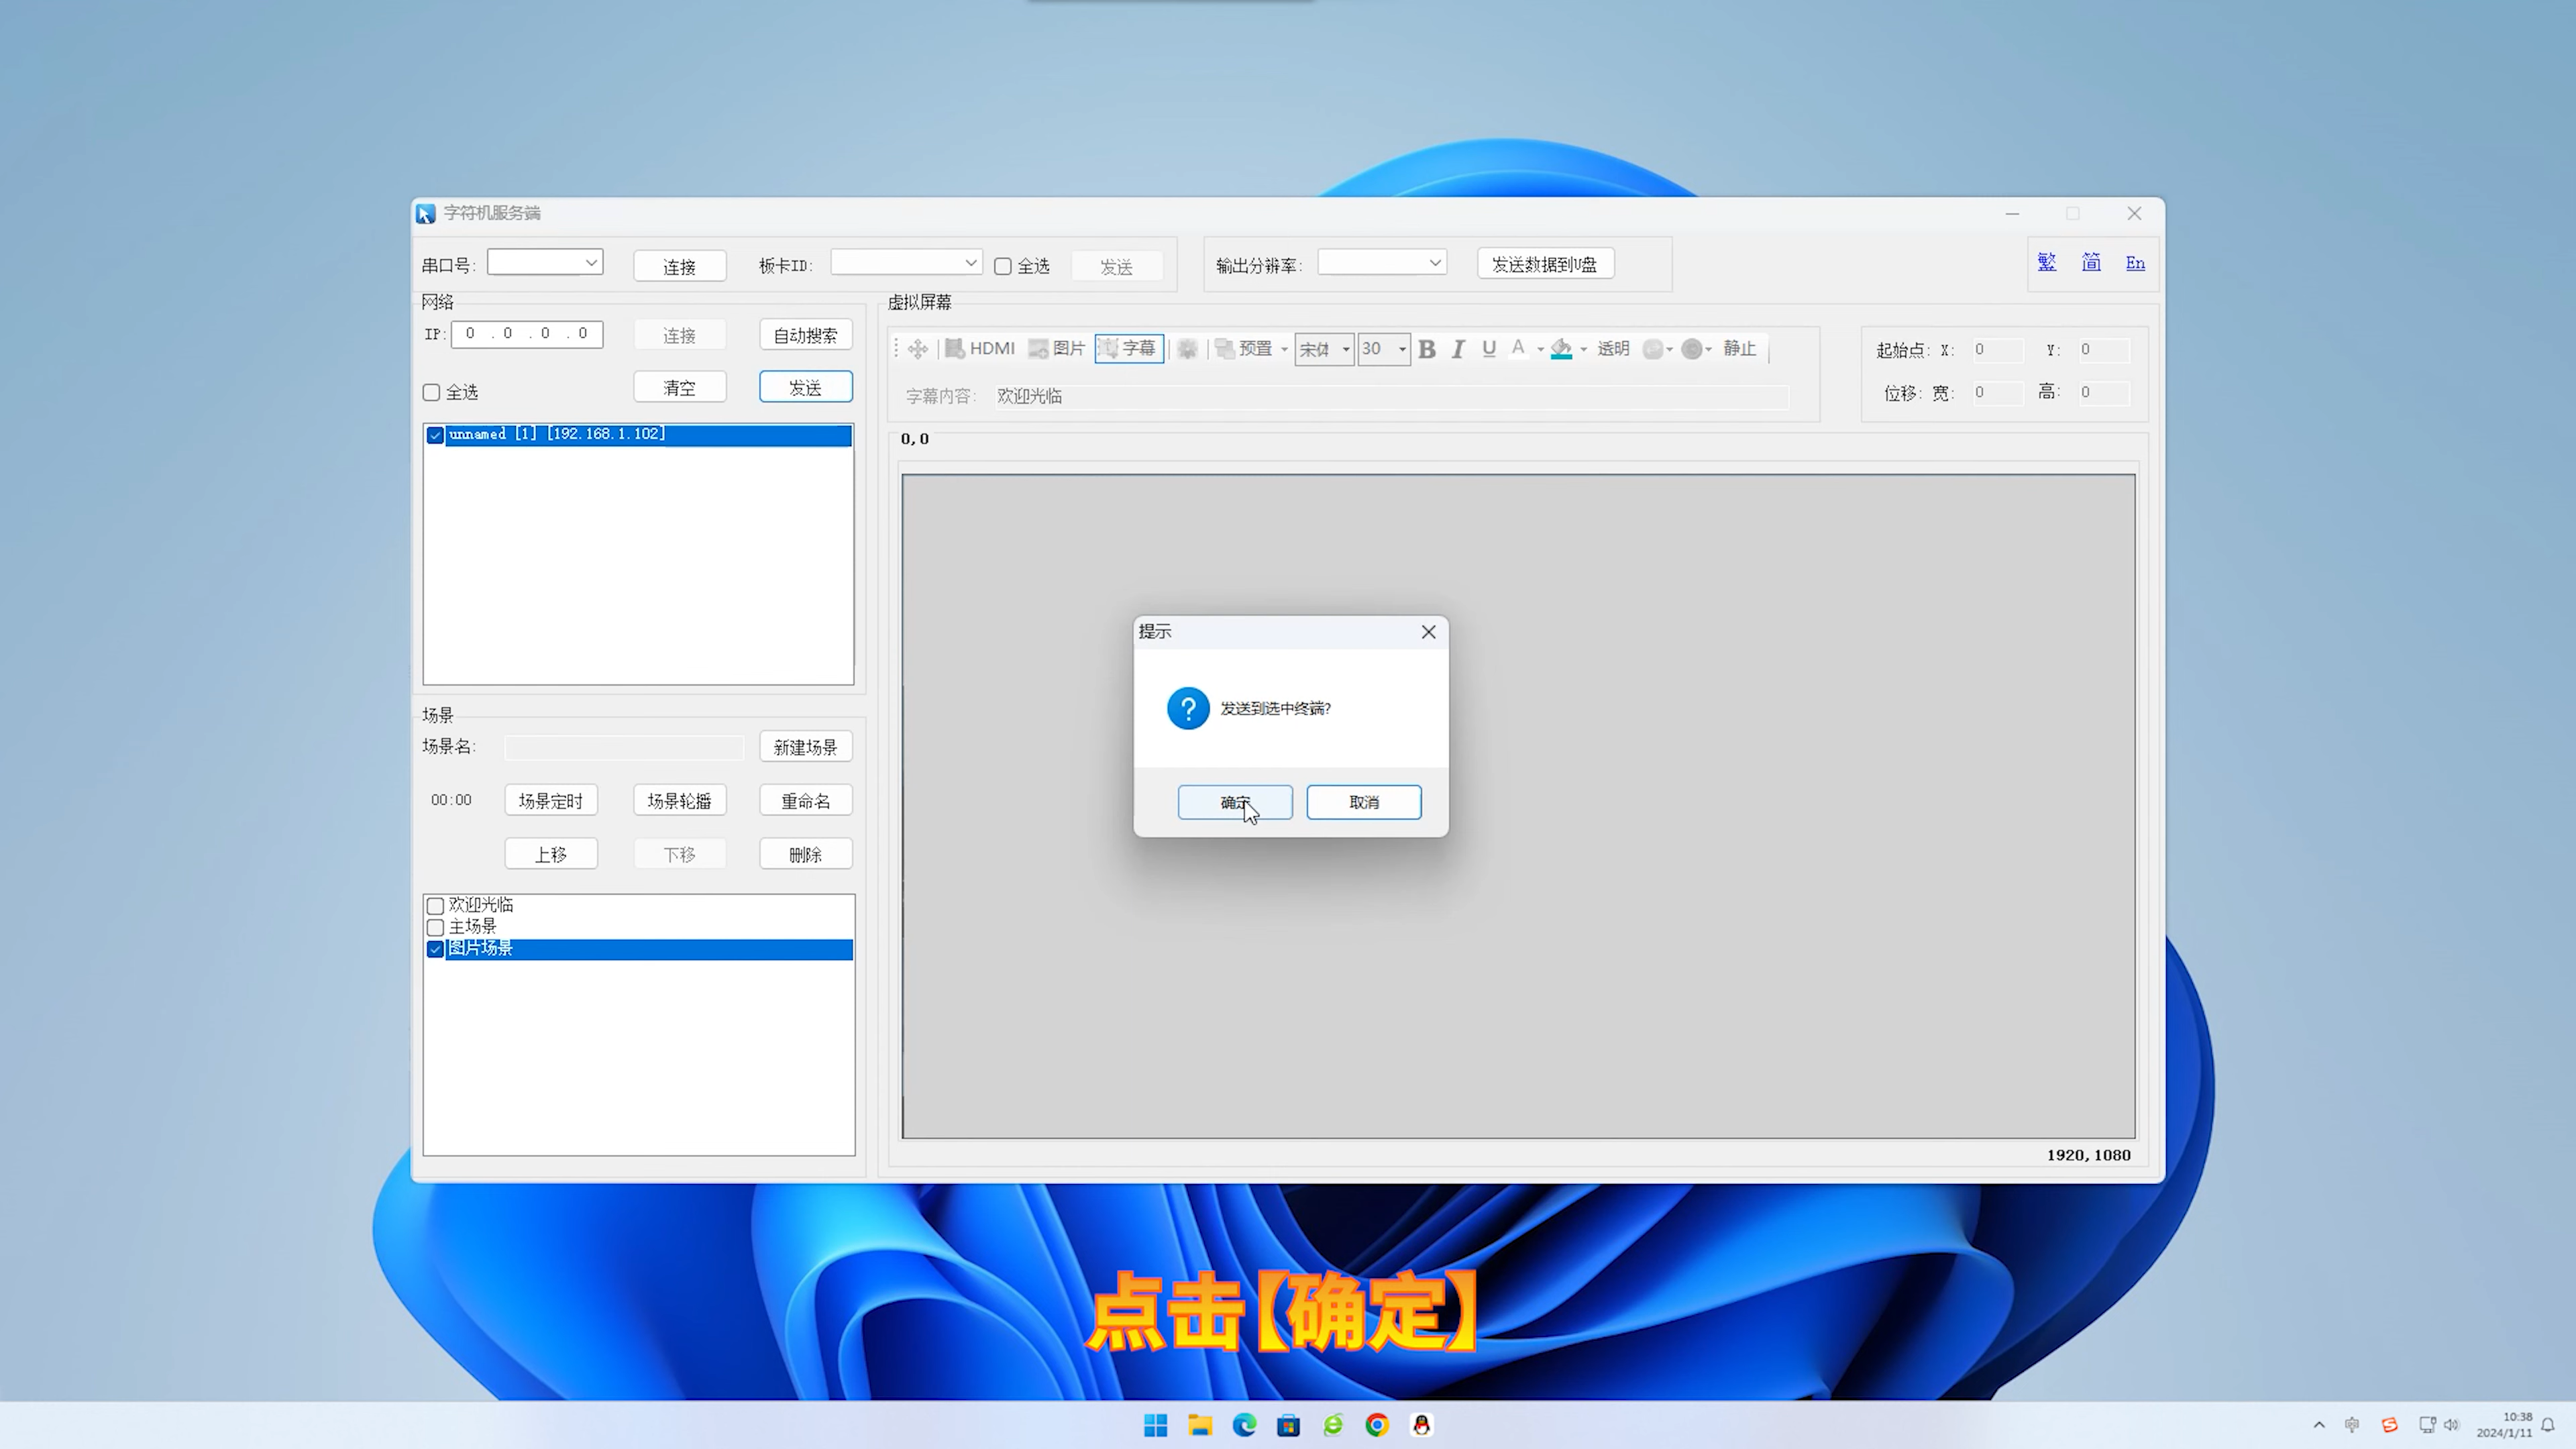 字符机服务端
串口号: 连接 板卡ID: 全选 发送 输出分辨率: 发送数据到U盘 繁 简 En
网络
IP: 0 . 0 . 0 . 0 连接 自动搜索
全选 清空 发送
unnamed [1] [192.168.1.102]
场景
场景名: 新建场景
00:00 场景定时 场景轮播 重命名
上移 下移 删除
欢迎光临
主场景
图片场景
虚拟屏幕
HDMI 图片 字幕 预置 宋体 30 B I U A 透明 静止
字幕内容: 欢迎光临
起始点: X: 0 Y: 0
位移: 宽: 0 高: 0
0,0
提示
发送到选中终端?
确定 取消
1920,1080
点击【确定】
中
10:38
2024/1/11